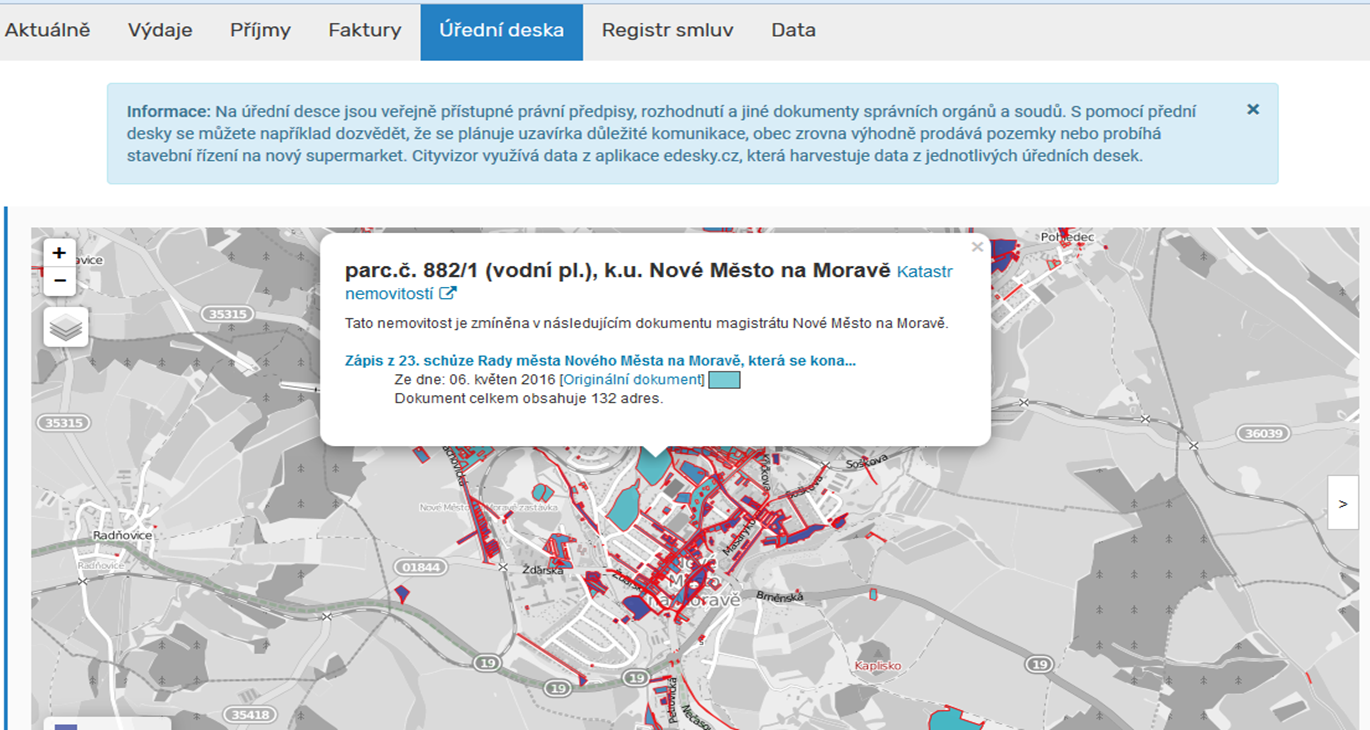 Aktuálně Výdaje Příjmy Faktury Úřední deska Registr smluv Data
Informace: Na úřední desce jsou veřejně přístupné právní předpisy, rozhodnutí a jiné dokumenty správních orgánů a soudů. S pomocí přední
desky se můžete například dozvědět, že se plánuje uzavírka důležité komunikace, obec zrovna výhodně prodává pozemky nebo probíhá
stavební řízení na nový supermarket. Cityvizor využívá data z aplikace edesky.cz, která harvestuje data z jednotlivých úředních desek.
×
+
−
avice
35315
parc.č. 882/1 (vodní pl.), k.u. Nové Město na Moravě Katastr
nemovitostí
×
Tato nemovitost je zmíněna v následujícím dokumentu magistrátu Nové Město na Moravě.
Zápis z 23. schůze Rady města Nového Města na Moravě, která se kona...
Ze dne: 06. květen 2016 [Originální dokument]
Dokument celkem obsahuje 132 adres.
Pohledec
35315
36039
Soškova
Soškova
>
Radňovice
Radňovice
01844
Žďárská
Brněnská
19
19
19
19
Kaplisko
35418
Petrovická